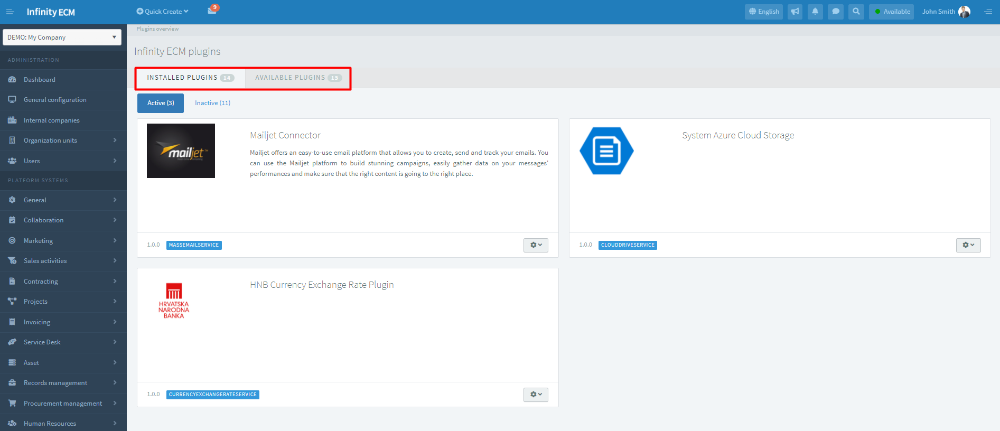 Infinity ECM
Quick Create
9
English
Available
John Smith
DEMO: My Company
ADMINISTRATION
Dashboard
General configuration
Internal companies
Organization units
Users
PLATFORM SYSTEMS
General
Collaboration
Marketing
Sales activities
Contracting
Projects
Invoicing
Service Desk
Asset
Records management
Procurement management
Human Resources
Plugins overview
Infinity ECM plugins
INSTALLED PLUGINS 14
AVAILABLE PLUGINS 15
Active (3)
Inactive (11)
mailjet
Mailjet Connector
Mailjet offers an easy-to-use email platform that allows you to create, send and track your emails. You
can use the Mailjet platform to build stunning campaigns, easily gather data on your messages'
performances and make sure that the right content is going to the right place.
1.0.0 MASSEMAILSERVICE
System Azure Cloud Storage
1.0.0 CLOUDDRIVESERVICE
HRVATSKA
NARODNA
BANKA
HNB Currency Exchange Rate Plugin
1.0.0 CURRENCYEXCHANGERATESERVICE